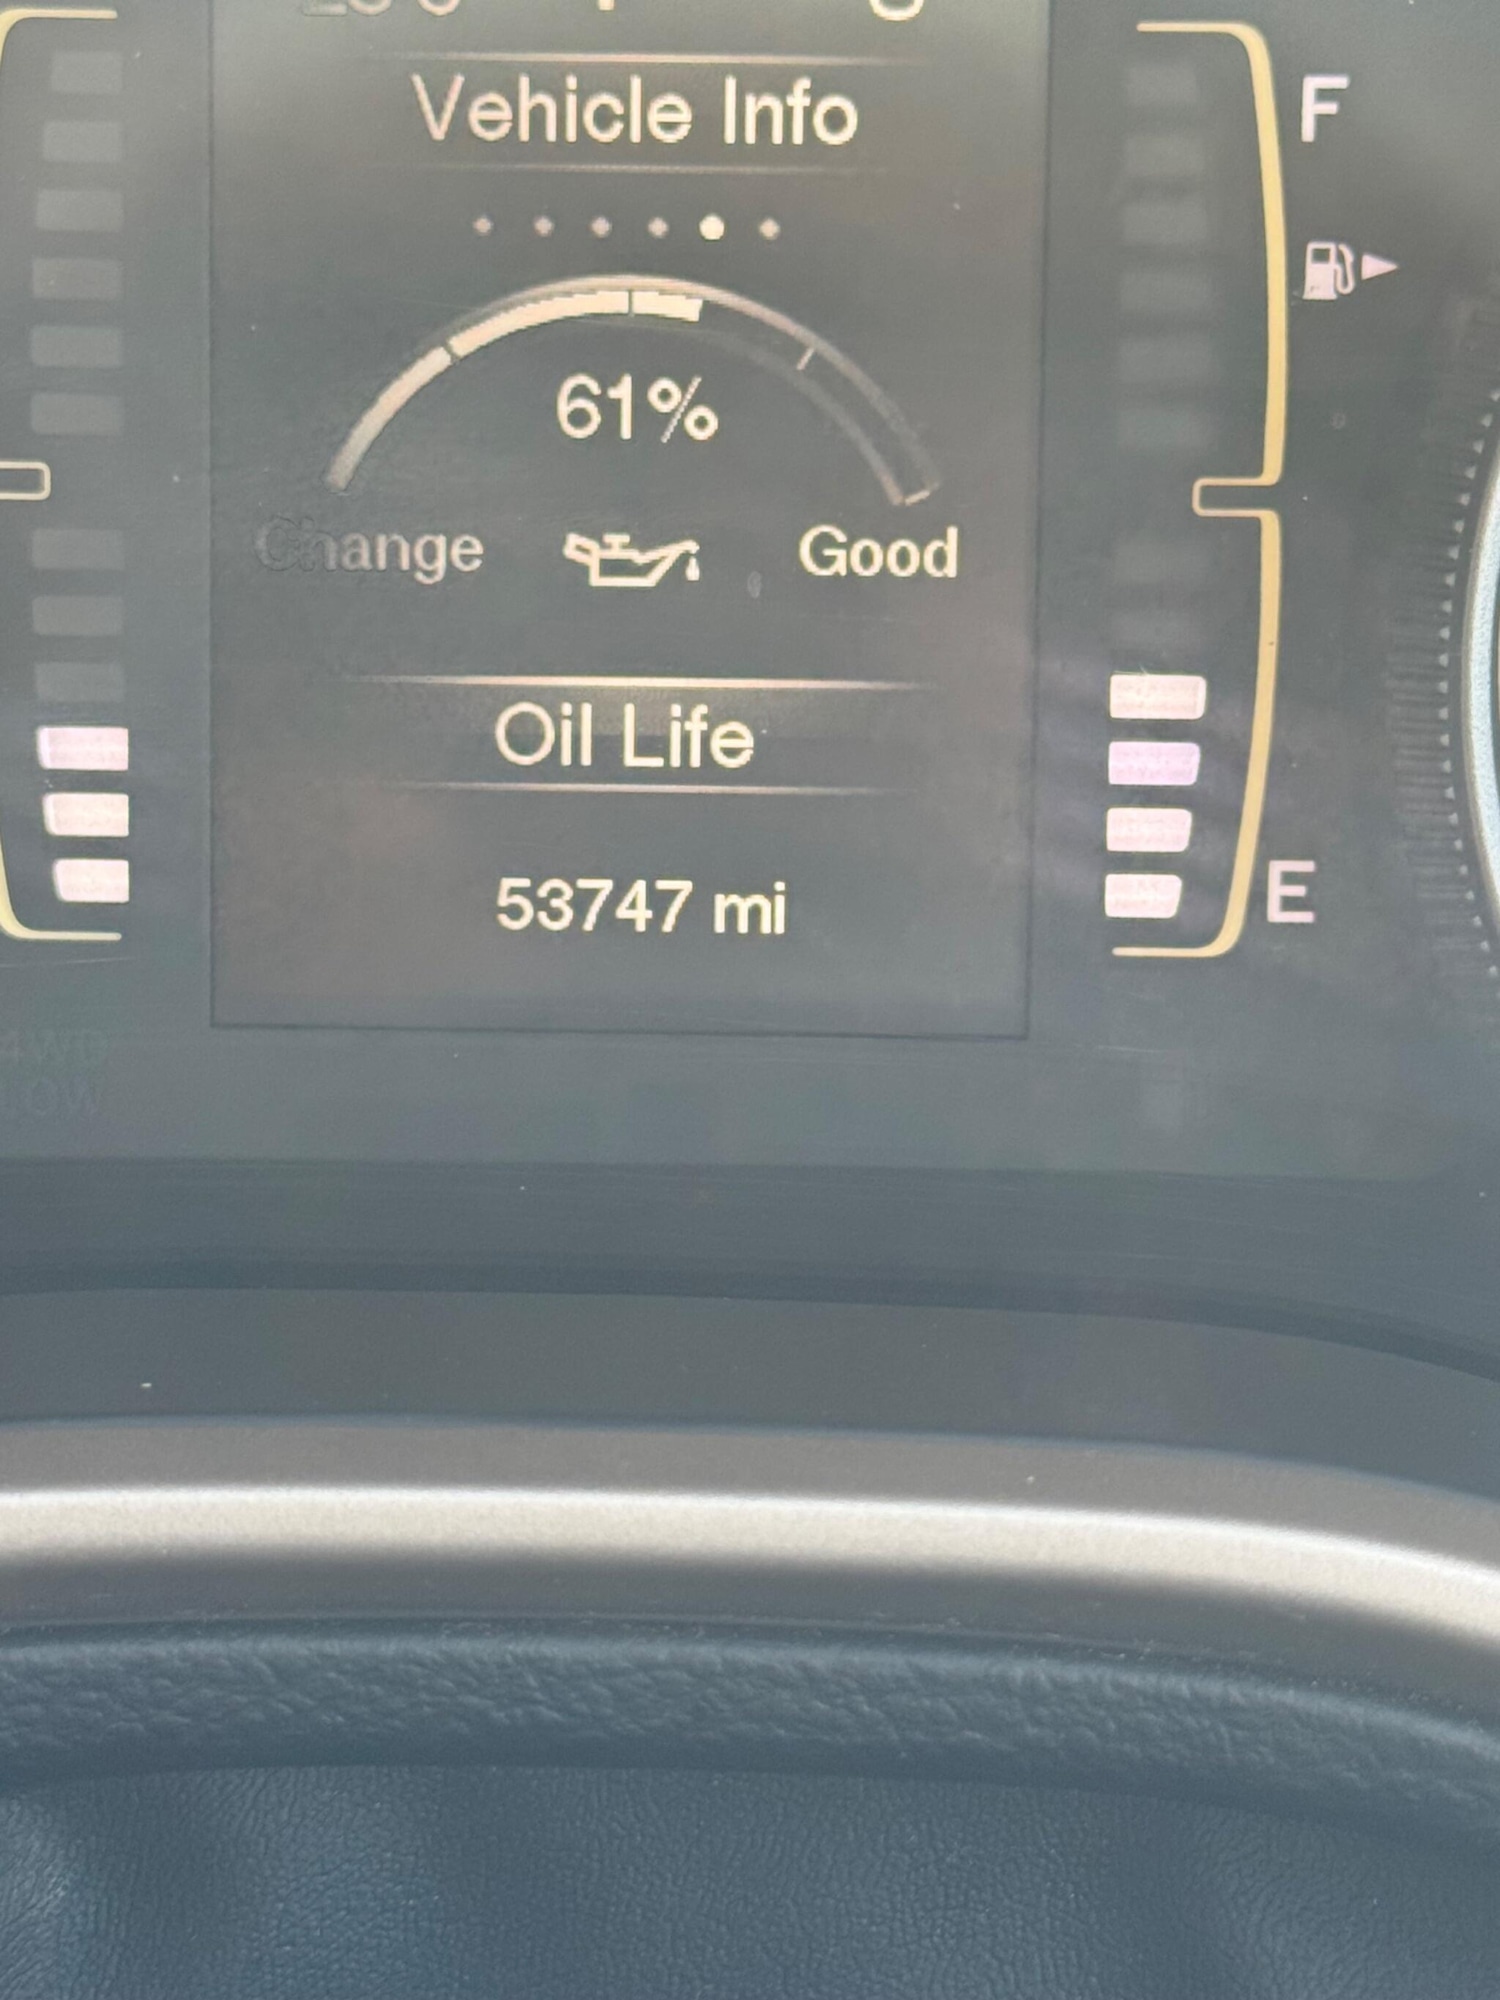 Vehicle Info
F
61%
Change Good
Oil Life
E
53747 mi